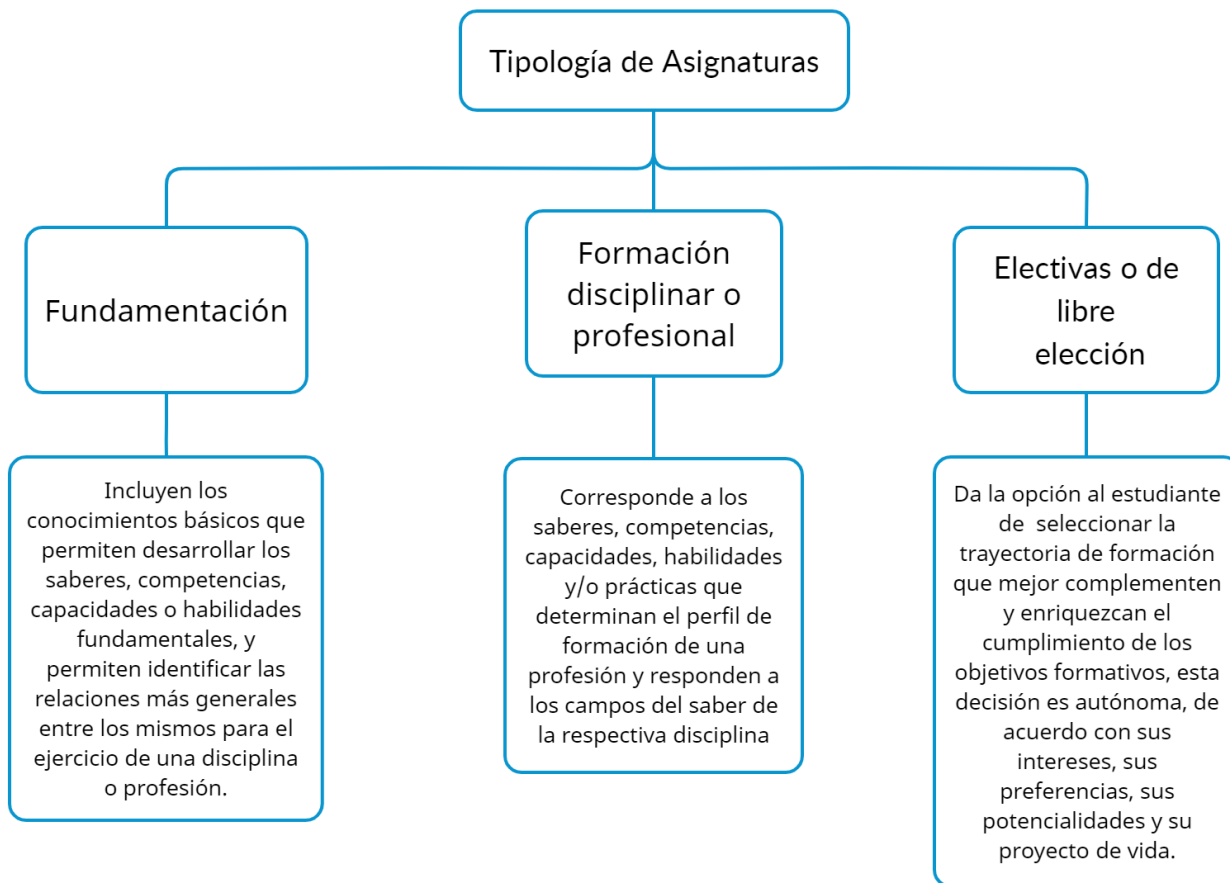 Tipología de Asignaturas
Fundamentación
Formación
disciplinar o
profesional
Electivas o de
libre
elección
Incluyen los
conocimientos básicos que
permiten desarrollar los
saberes, competencias,
capacidades o habilidades
fundamentales, y
permiten identificar las
relaciones más generales
entre los mismos para el
ejercicio de una disciplina
o profesión.
Corresponde a los
saberes, competencias,
capacidades, habilidades
y/o prácticas que
determinan el perfil de
formación de una
profesión y responden a
los campos del saber de
la respectiva disciplina
Da la opción al estudiante
de  seleccionar la
trayectoria de formación
que mejor complementen
y enriquezcan el
cumplimiento de los
objetivos formativos, esta
decisión es autónoma, de
acuerdo con sus
intereses, sus
preferencias, sus
potencialidades y su
proyecto de vida.